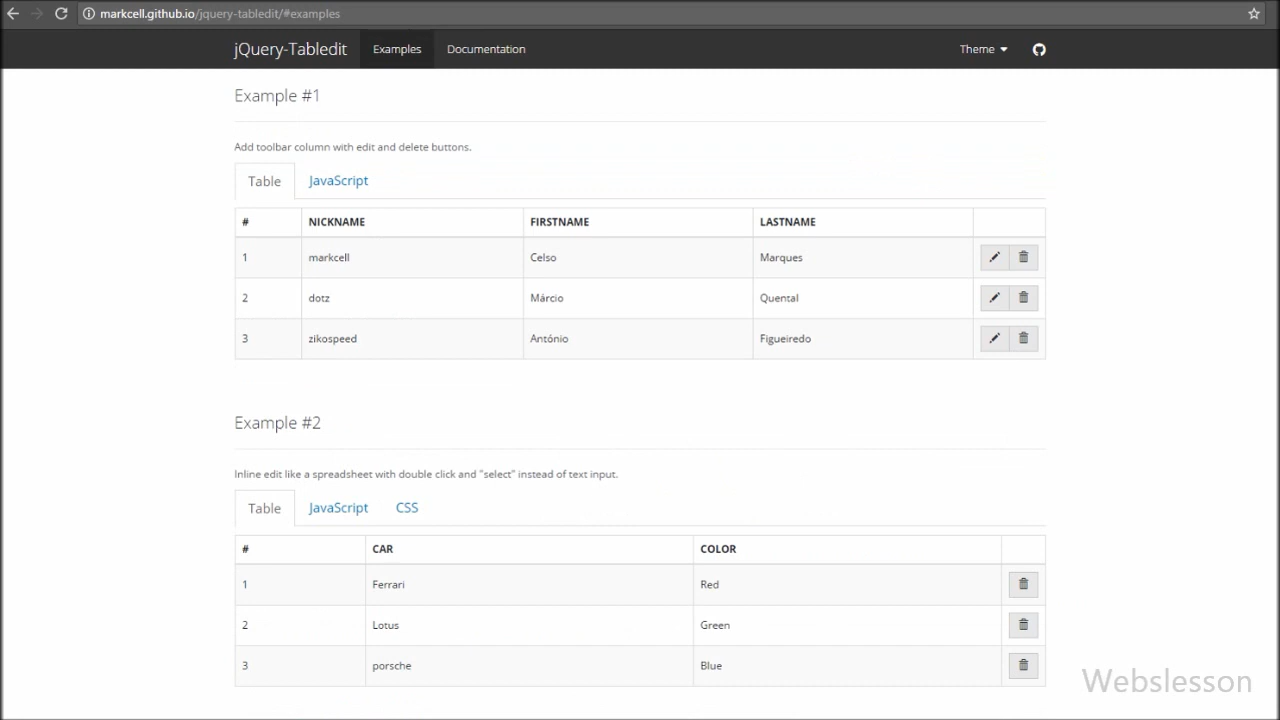 markcell.github.io/jquery-tabledit/#examples
jQuery-Tabledit Examples Documentation Theme
Example #1
Add toolbar column with edit and delete buttons.
Table JavaScript
# NICKNAME FIRSTNAME LASTNAME
1 markcell Celso Marques
2 dotz Márcio Quental
3 zikospeed António Figueiredo
Example #2
Inline edit like a spreadsheet with double click and "select" instead of text input.
Table JavaScript CSS
# CAR COLOR
1 Ferrari Red
2 Lotus Green
3 porsche Blue
Webslesson